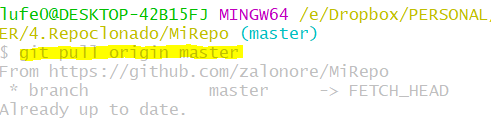 lufe0@DESKTOP-42B15FJ MINGW64 /e/Dropbox/PERSONAL,
ER/4.Repoclonado/MiRepo (master)
$ git pull origin master
From https://github.com/zalonore/MiRepo
 * branch            master     -> FETCH_HEAD
Already up to date.